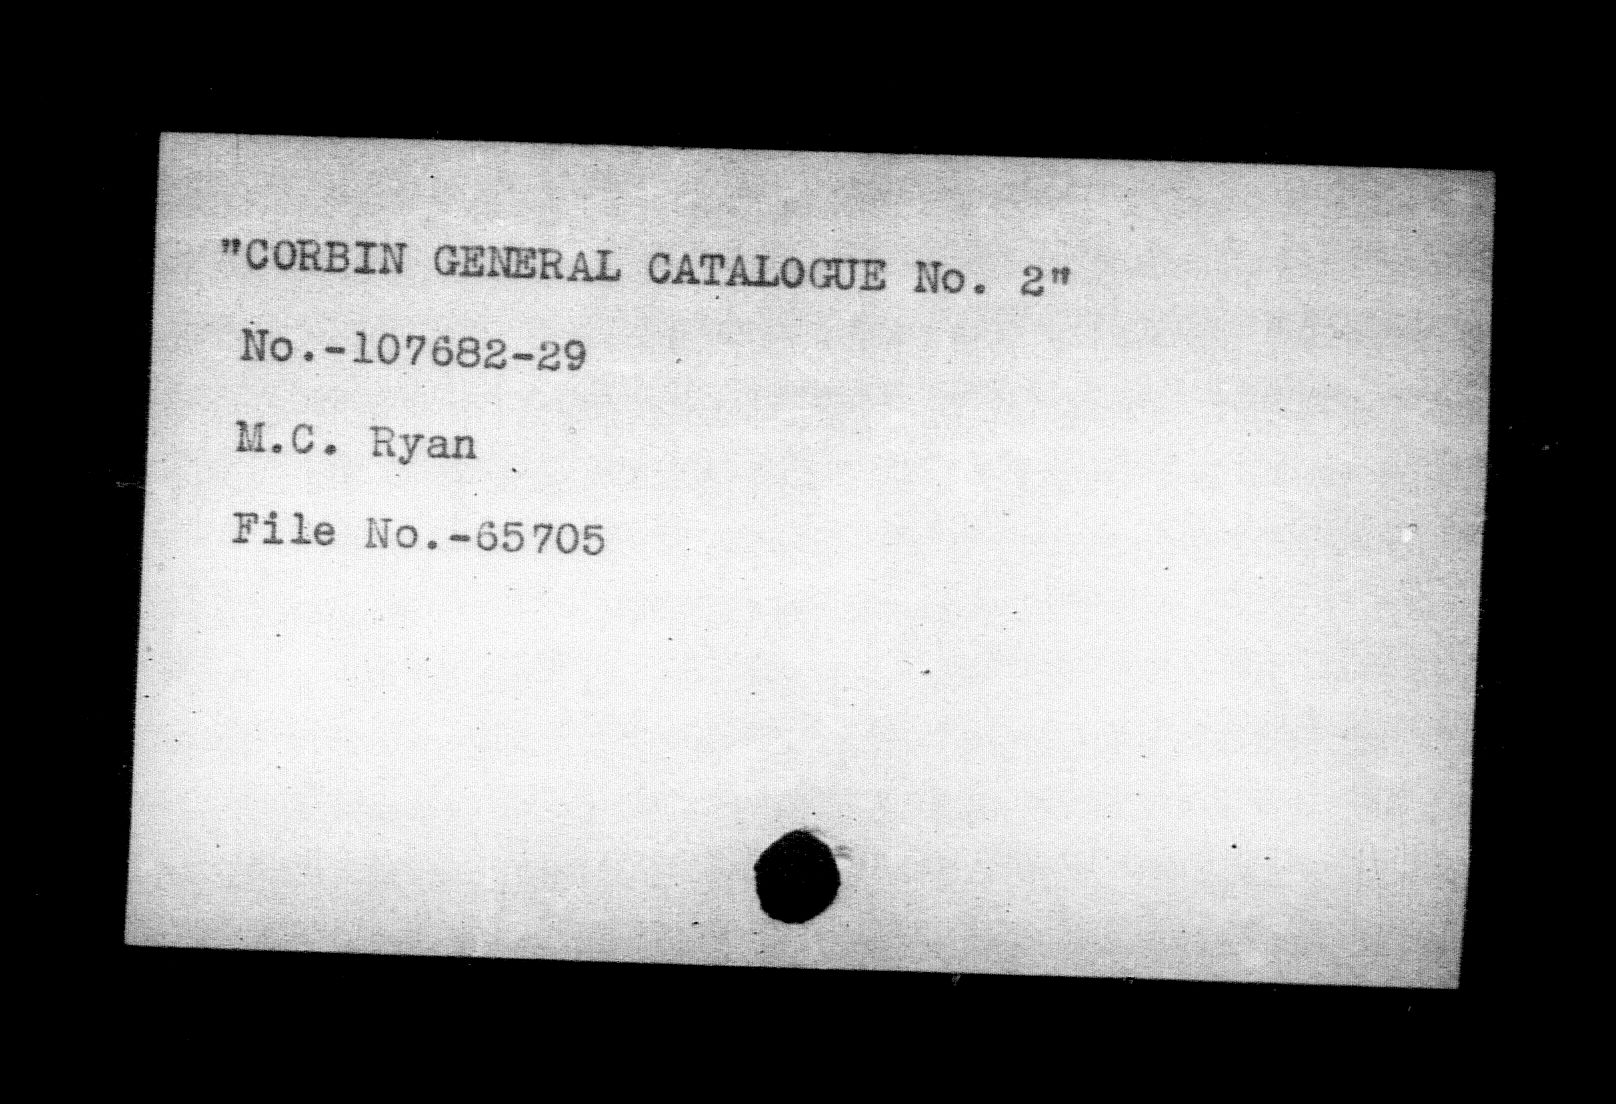 "CORBIN GENERAL CATALOGUE No. 2"
No.-107682-29
M.C. Ryan
File No.-65705